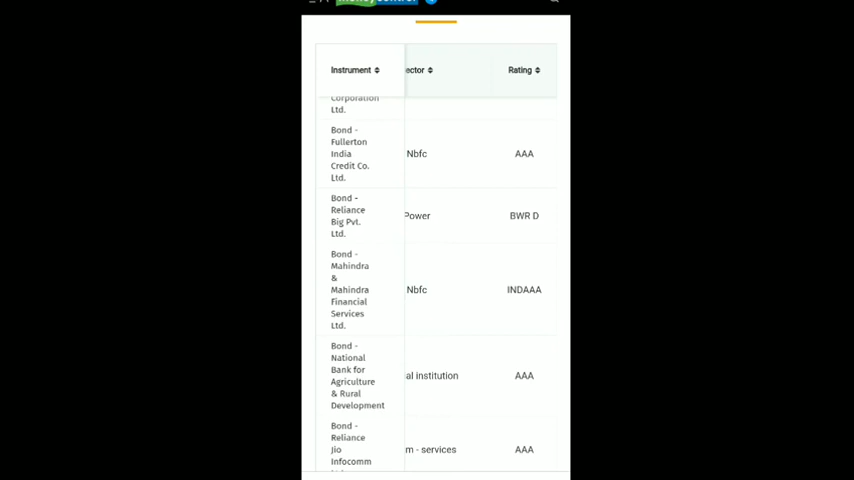 Instrument ector Rating
Corporation
Ltd.
Bond -
Fullerton
India
Credit Co.
Ltd.
Nbfc
AAA
Bond -
Reliance
Big Pvt.
Ltd.
Power
BWR D
Bond -
Mahindra
&
Mahindra
Financial
Services
Ltd.
Nbfc
INDAAA
Bond -
National
Bank for
Agriculture
& Rural
Development
al institution
AAA
Bond -
Reliance
Jio
Infocomm
m - services
AAA